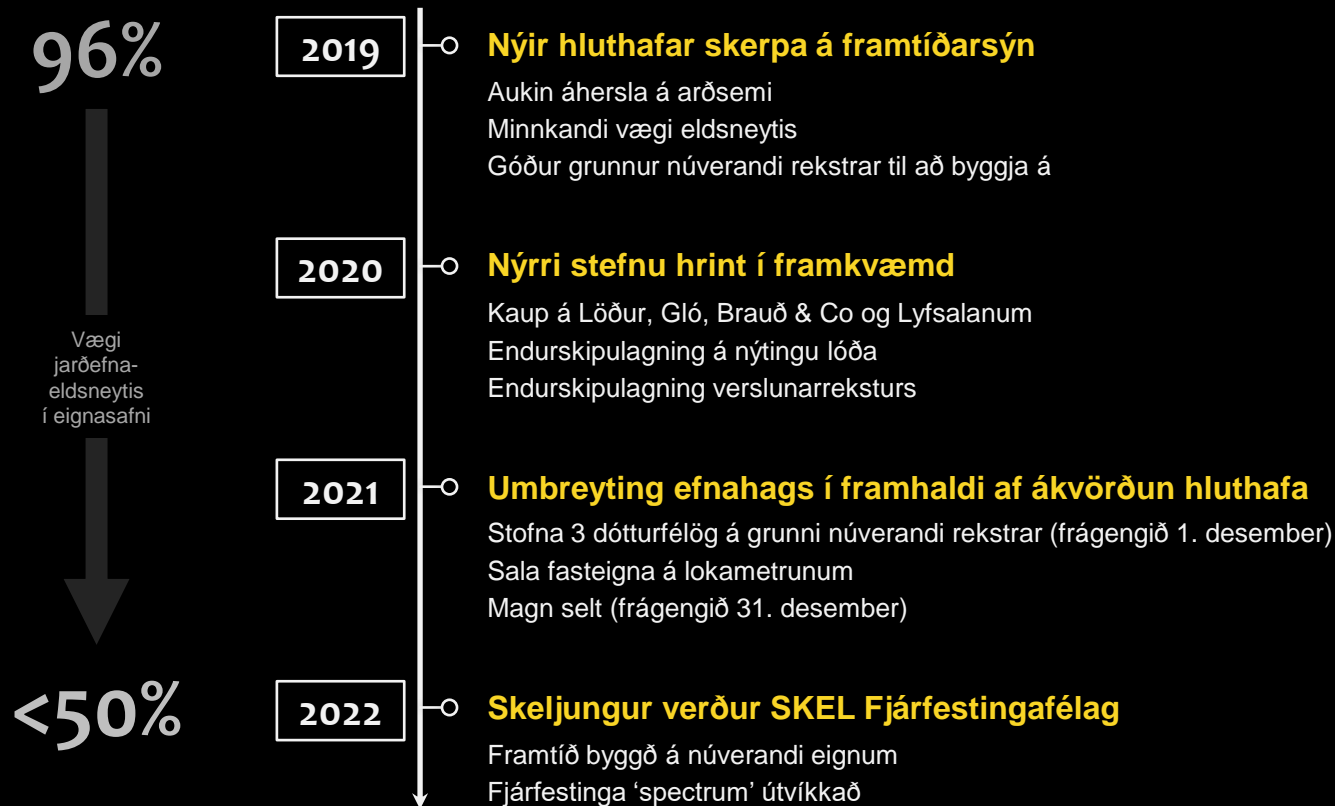 96%
Vægi
jarðefna-
eldsneytis
í eignasafni
<50%
2019
Nýir hluthafar skerpa á framtíðarsýn
Aukin áhersla á arðsemi
Minnkandi vægi eldsneytis
Góður grunnur núverandi rekstrar til að byggja á
2020
Nýrri stefnu hrint í framkvæmd
Kaup á Löður, Gló, Brauð & Co og Lyfsalanum
Endurskipulagning á nýtingu lóða
Endurskipulagning verslunarreksturs
2021
Umbreyting efnahags í framhaldi af ákvörðun hluthafa
Stofna 3 dótturfélög á grunni núverandi rekstrar (frágengið 1. desember)
Sala fasteigna á lokametrunum
Magn selt (frágengið 31. desember)
2022
Skeljungur verður SKEL Fjárfestingafélag
Framtíð byggð á núverandi eignum
Fjárfestinga ‘spectrum’ útvíkkað